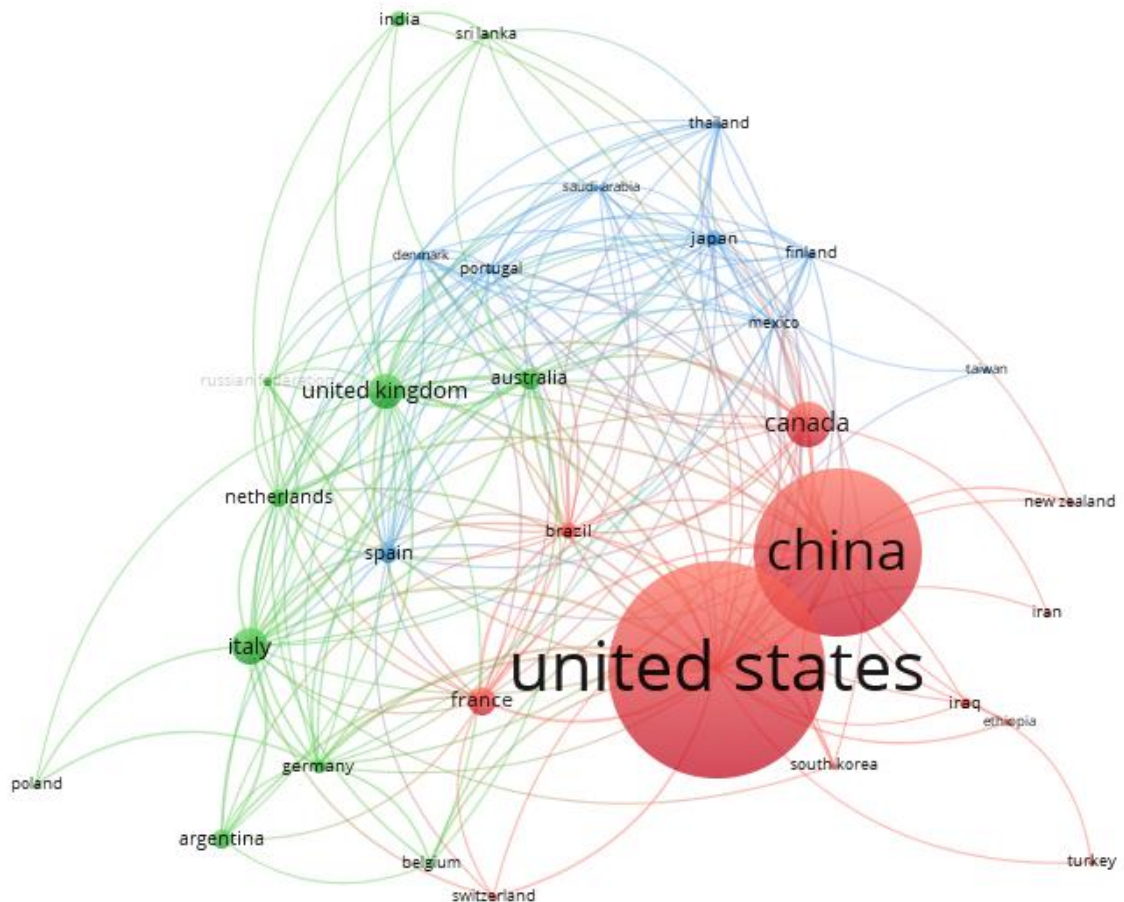 india
sri lanka
thailand
saudi arabia
japan
finland
denmark
portugal
mexico
taiwan
russian federation
united kingdom
australia
canada
netherlands
new zealand
brazil
spain
china
iran
italy
united states
france
iraq
ethiopia
germany
south korea
poland
argentina
belgium
turkey
switzerland